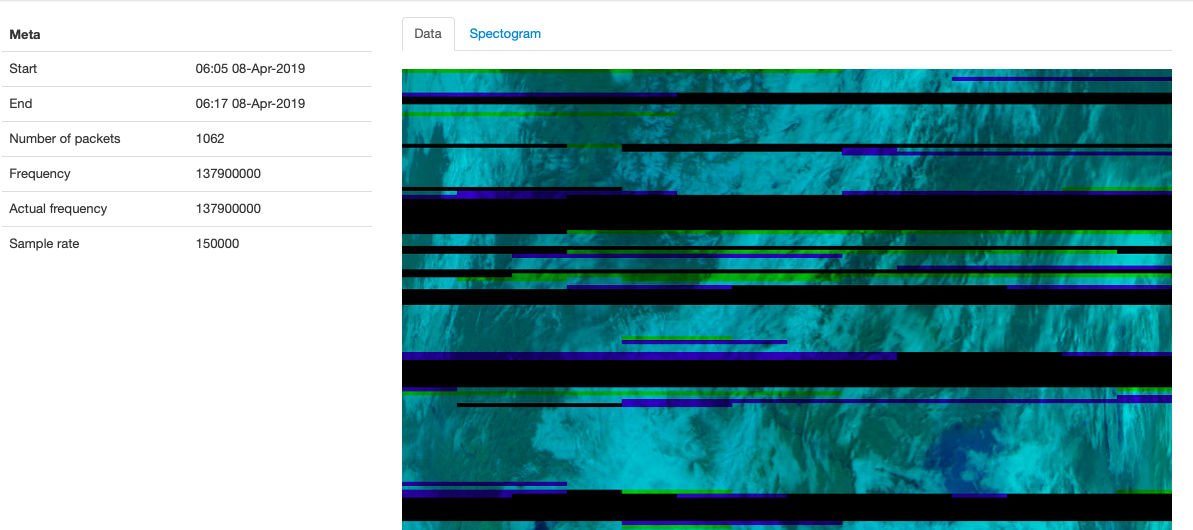 Meta
Start 06:05 08-Apr-2019
End 06:17 08-Apr-2019
Number of packets 1062
Frequency 137900000
Actual frequency 137900000
Sample rate 150000
Data Spectogram